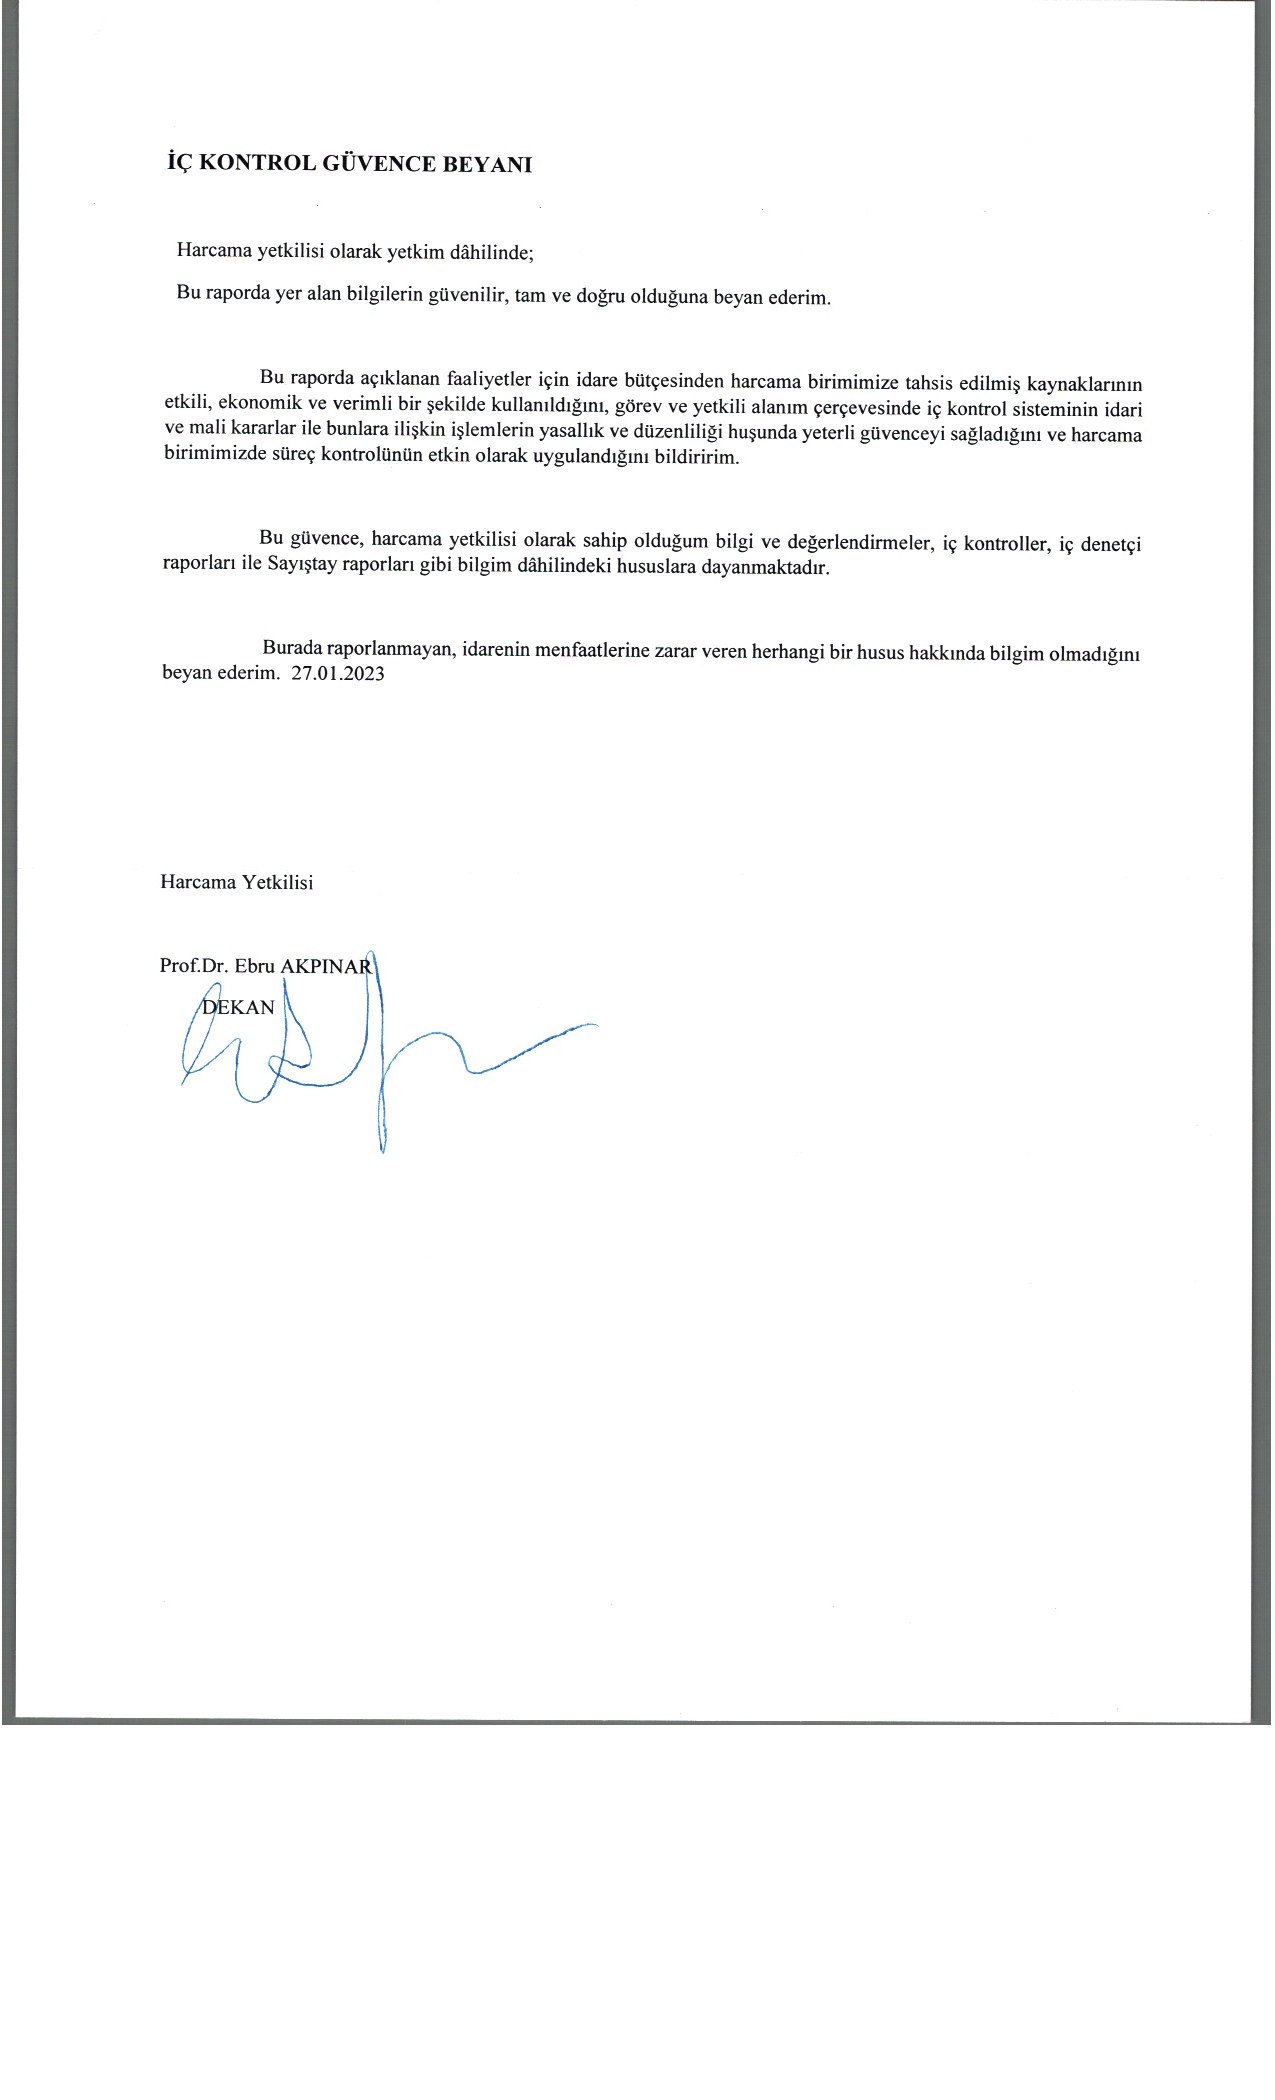 İÇ KONTROL GÜVENCE BEYANI
Harcama yetkilisi olarak yetkim dâhilinde;
Bu raporda yer alan bilgilerin güvenilir, tam ve doğru olduğuna beyan ederim.
Bu raporda açıklanan faaliyetler için idare bütçesinden harcama birimimize tahsis edilmiş kaynaklarının
etkili, ekonomik ve verimli bir şekilde kullanıldığını, görev ve yetkili alanım çerçevesinde iç kontrol sisteminin idari
ve mali kararlar ile bunlara ilişkin işlemlerin yasallık ve düzenliliği huşunda yeterli güvenceyi sağladığını ve harcama
birimimizde süreç kontrolünün etkin olarak uygulandığını bildiririm.
Bu güvence, harcama yetkilisi olarak sahip olduğum bilgi ve değerlendirmeler, iç kontroller, iç denetçi
raporları ile Sayıştay raporları gibi bilgim dâhilindeki hususlara dayanmaktadır.
Burada raporlanmayan, idarenin menfaatlerine zarar veren herhangi bir husus hakkında bilgim olmadığını
beyan ederim. 27.01.2023
Harcama Yetkilisi
Prof.Dr. Ebru AKPINAR
DEKAN